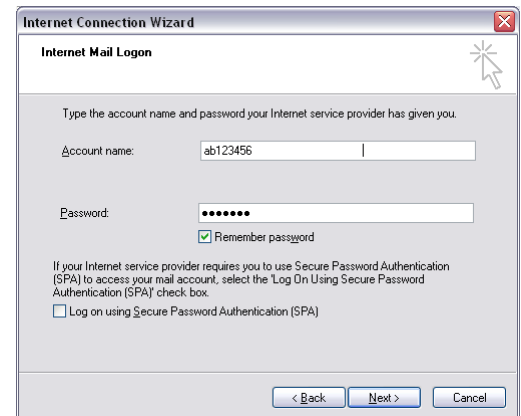 Internet Connection Wizard
Internet Mail Logon
Type the account name and password your Internet service provider has given you.
Account name: ab123456
Password: •••••••
Remember password
If your Internet service provider requires you to use Secure Password Authentication
(SPA) to access your mail account, select the 'Log On Using Secure Password
Authentication (SPA)' check box.
Log on using Secure Password Authentication (SPA)
< Back Next > Cancel